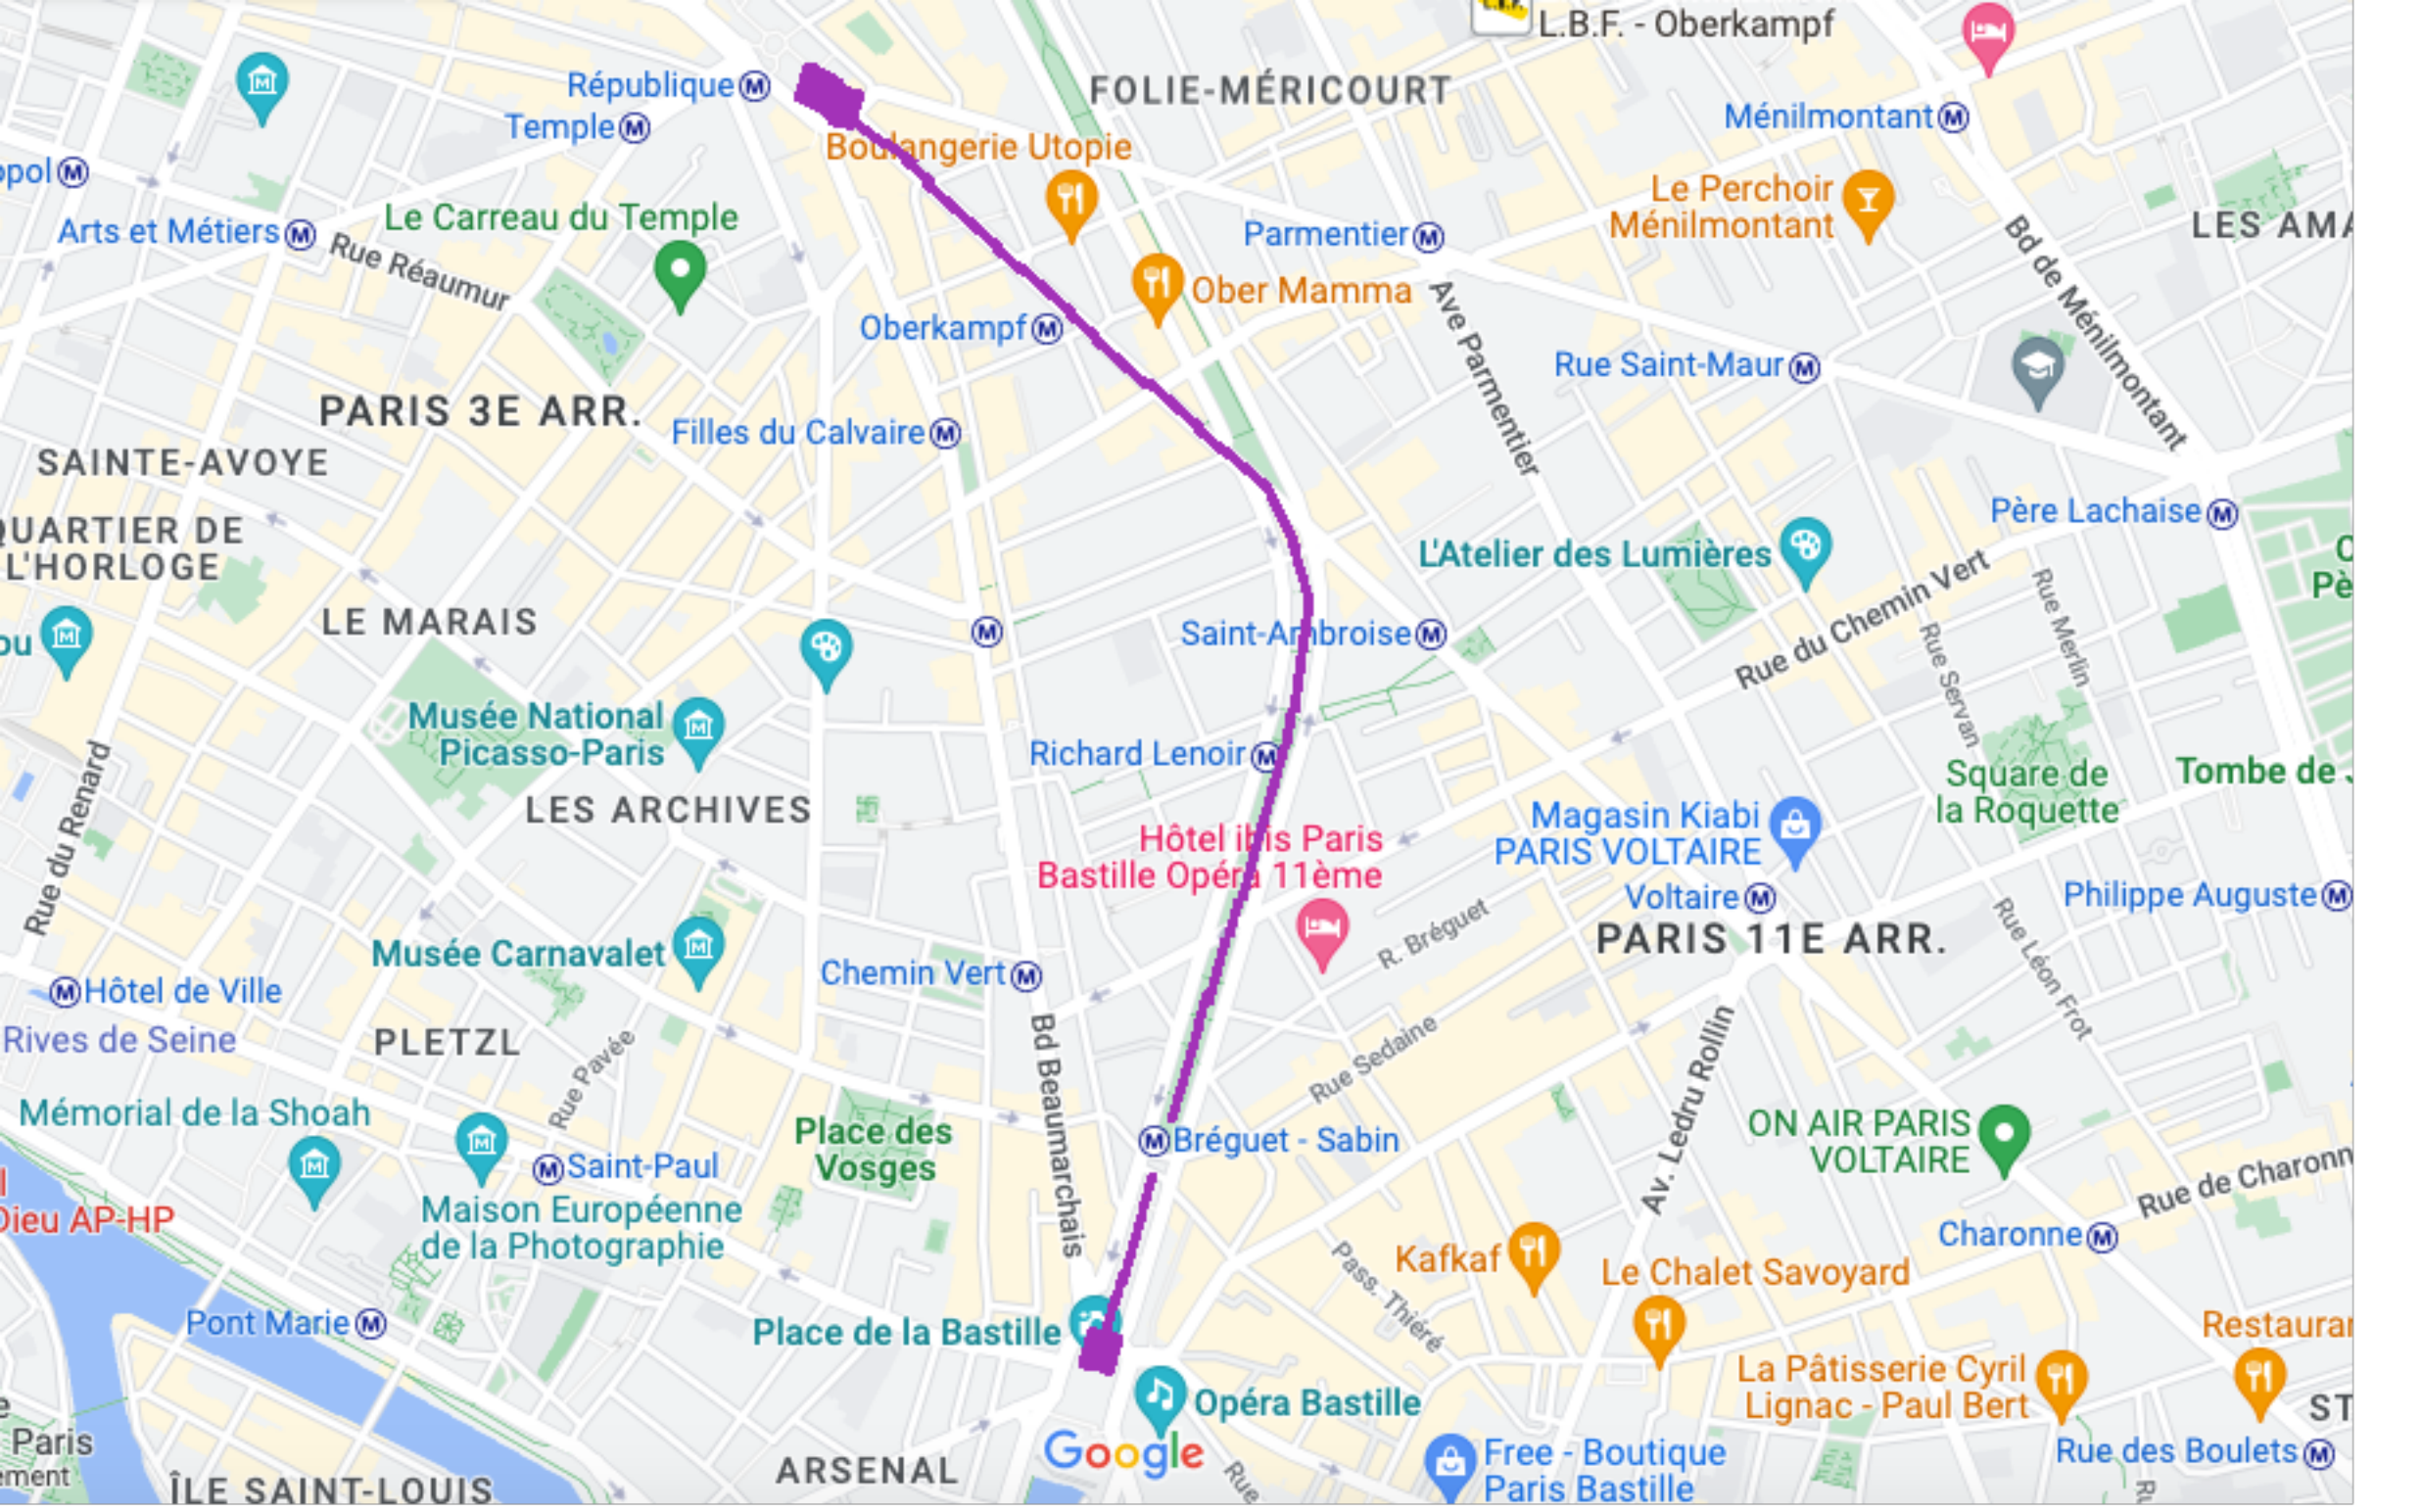 L.B.F. - Oberkampf
République
FOLIE-MÉRICOURT
Temple
Ménilmontant
Boulangerie Utopie
Le Perchoir
Ménilmontant
Arts et Métiers
Le Carreau du Temple
Parmentier
LES AMA
Bd de Ménilmontant
Rue Réaumur
Ober Mamma
Oberkampf
Ave Parmentier
Rue Saint-Maur
PARIS 3E ARR.
Filles du Calvaire
SAINTE-AVOYE
Père Lachaise
QUARTIER DE
L'HORLOGE
L'Atelier des Lumières
Pè
LE MARAIS
Saint-Ambroise
Rue du Chemin Vert
Rue Merlin
Rue Servan
ou
Musée National
Picasso-Paris
Richard Lenoir
Square de
la Roquette
Tombe de J
LES ARCHIVES
Rue du Renard
Hôtel ibis Paris
Bastille Opéra 11ème
Magasin Kiabi
PARIS VOLTAIRE
Voltaire
Philippe Auguste
R. Bréguet
PARIS 11E ARR.
Rue Léon Frot
Musée Carnavalet
Chemin Vert
Hôtel de Ville
Rives de Seine
PLETZL
Rue Pavée
Bd Beaumarchais
Rue Sedaine
Av. Ledru Rollin
Mémorial de la Shoah
Place des
Vosges
Bréguet - Sabin
ON AIR PARIS
VOLTAIRE
Saint-Paul
Rue de Charonn
Dieu AP-HP
Maison Européenne
de la Photographie
Charonne
Kafkaf
Pass. Thiéré
Le Chalet Savoyard
Pont Marie
Place de la Bastille
Restaurar
La Pâtisserie Cyril
Lignac - Paul Bert
Opéra Bastille
ST
Paris
ement
Google
ARSENAL
Free - Boutique
Paris Bastille
Rue des Boulets
Rue
ÎLE SAINT-LOUIS